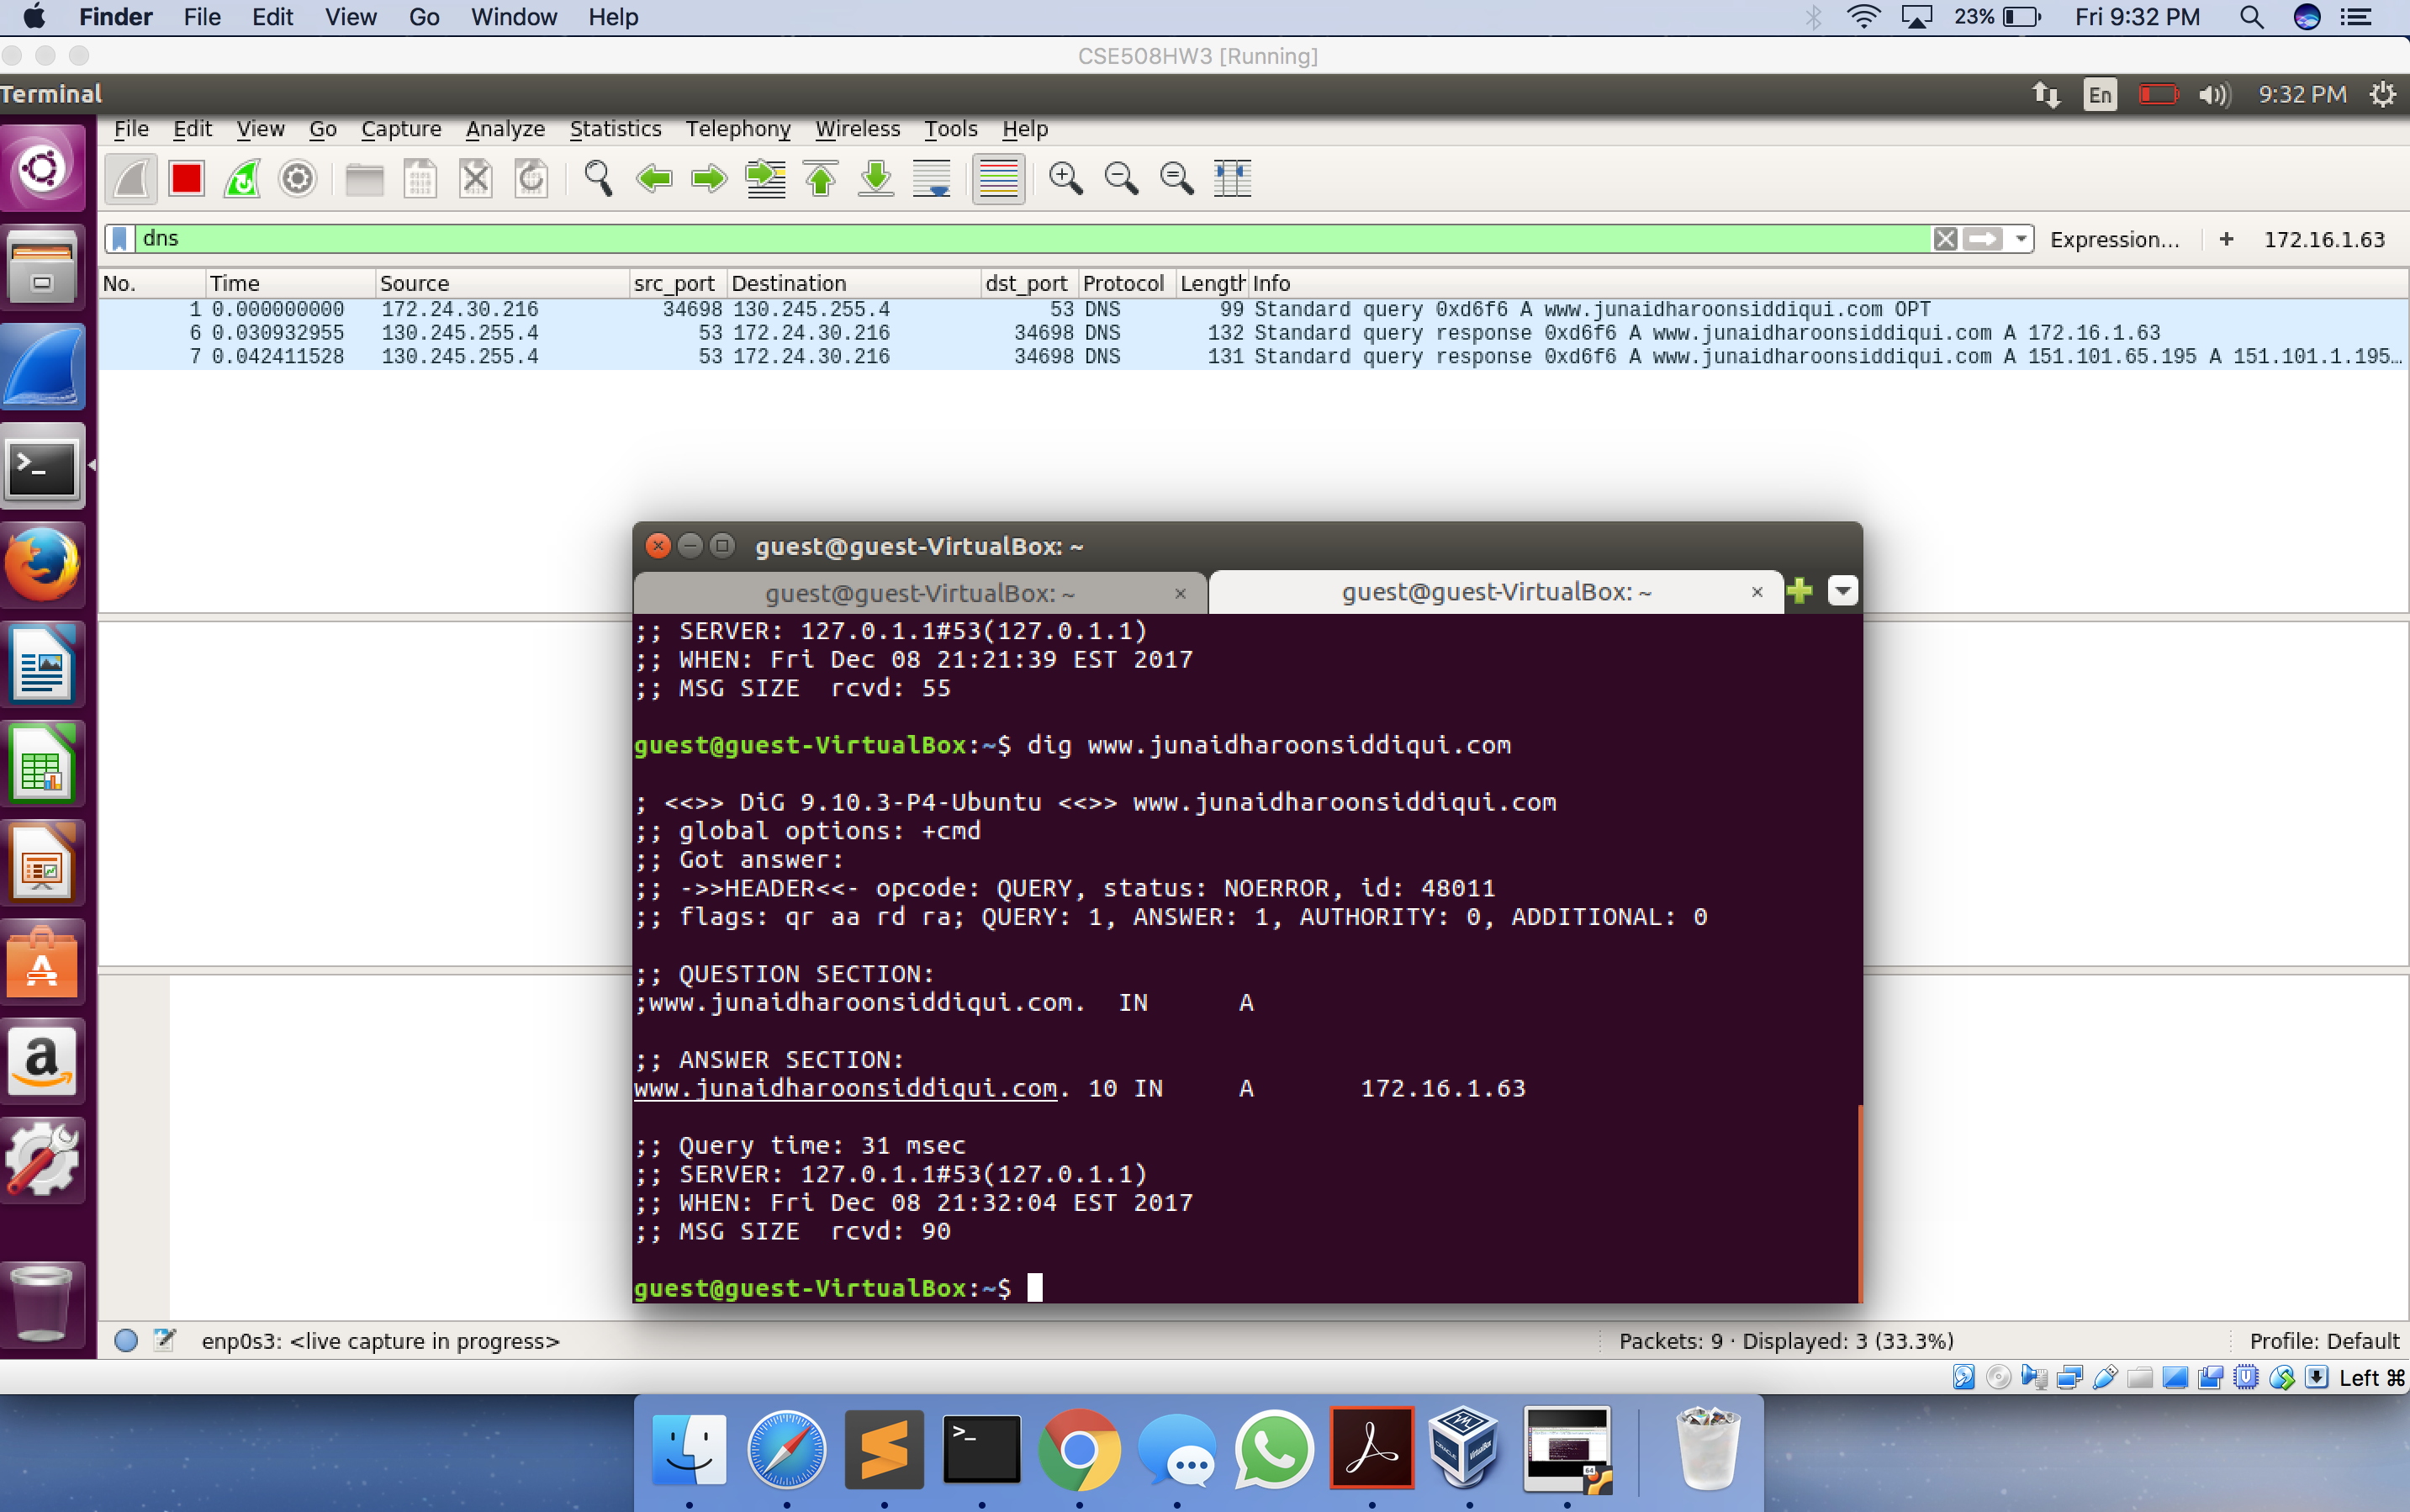 Finder File Edit View Go Window Help 23% Fri 9:32 PM
CSE508HW3 [Running]
Terminal En 9:32 PM
File Edit View Go Capture Analyze Statistics Telephony Wireless Tools Help
dns Expression... + 172.16.1.63
No. Time Source src_port Destination dst_port Protocol Length Info
1 0.000000000 172.24.30.216 34698 130.245.255.4 53 DNS 99 Standard query 0xd6f6 A www.junaidharoonsiddiqui.com OPT
6 0.030932955 130.245.255.4 53 172.24.30.216 34698 DNS 132 Standard query response 0xd6f6 A www.junaidharoonsiddiqui.com A 172.16.1.63
7 0.042411528 130.245.255.4 53 172.24.30.216 34698 DNS 131 Standard query response 0xd6f6 A www.junaidharoonsiddiqui.com A 151.101.65.195 A 151.101.1.195…
guest@guest-VirtualBox: ~
guest@guest-VirtualBox: ~ × guest@guest-VirtualBox: ~ ×
;; SERVER: 127.0.1.1#53(127.0.1.1)
;; WHEN: Fri Dec 08 21:21:39 EST 2017
;; MSG SIZE  rcvd: 55
guest@guest-VirtualBox:~$ dig www.junaidharoonsiddiqui.com
; <<>> DiG 9.10.3-P4-Ubuntu <<>> www.junaidharoonsiddiqui.com
;; global options: +cmd
;; Got answer:
;; ->>HEADER<<- opcode: QUERY, status: NOERROR, id: 48011
;; flags: qr aa rd ra; QUERY: 1, ANSWER: 1, AUTHORITY: 0, ADDITIONAL: 0
;; QUESTION SECTION:
;www.junaidharoonsiddiqui.com. IN A
;; ANSWER SECTION:
www.junaidharoonsiddiqui.com. 10 IN A 172.16.1.63
;; Query time: 31 msec
;; SERVER: 127.0.1.1#53(127.0.1.1)
;; WHEN: Fri Dec 08 21:32:04 EST 2017
;; MSG SIZE  rcvd: 90
guest@guest-VirtualBox:~$
enp0s3: <live capture in progress> Packets: 9 · Displayed: 3 (33.3%) Profile: Default
Left ⌘